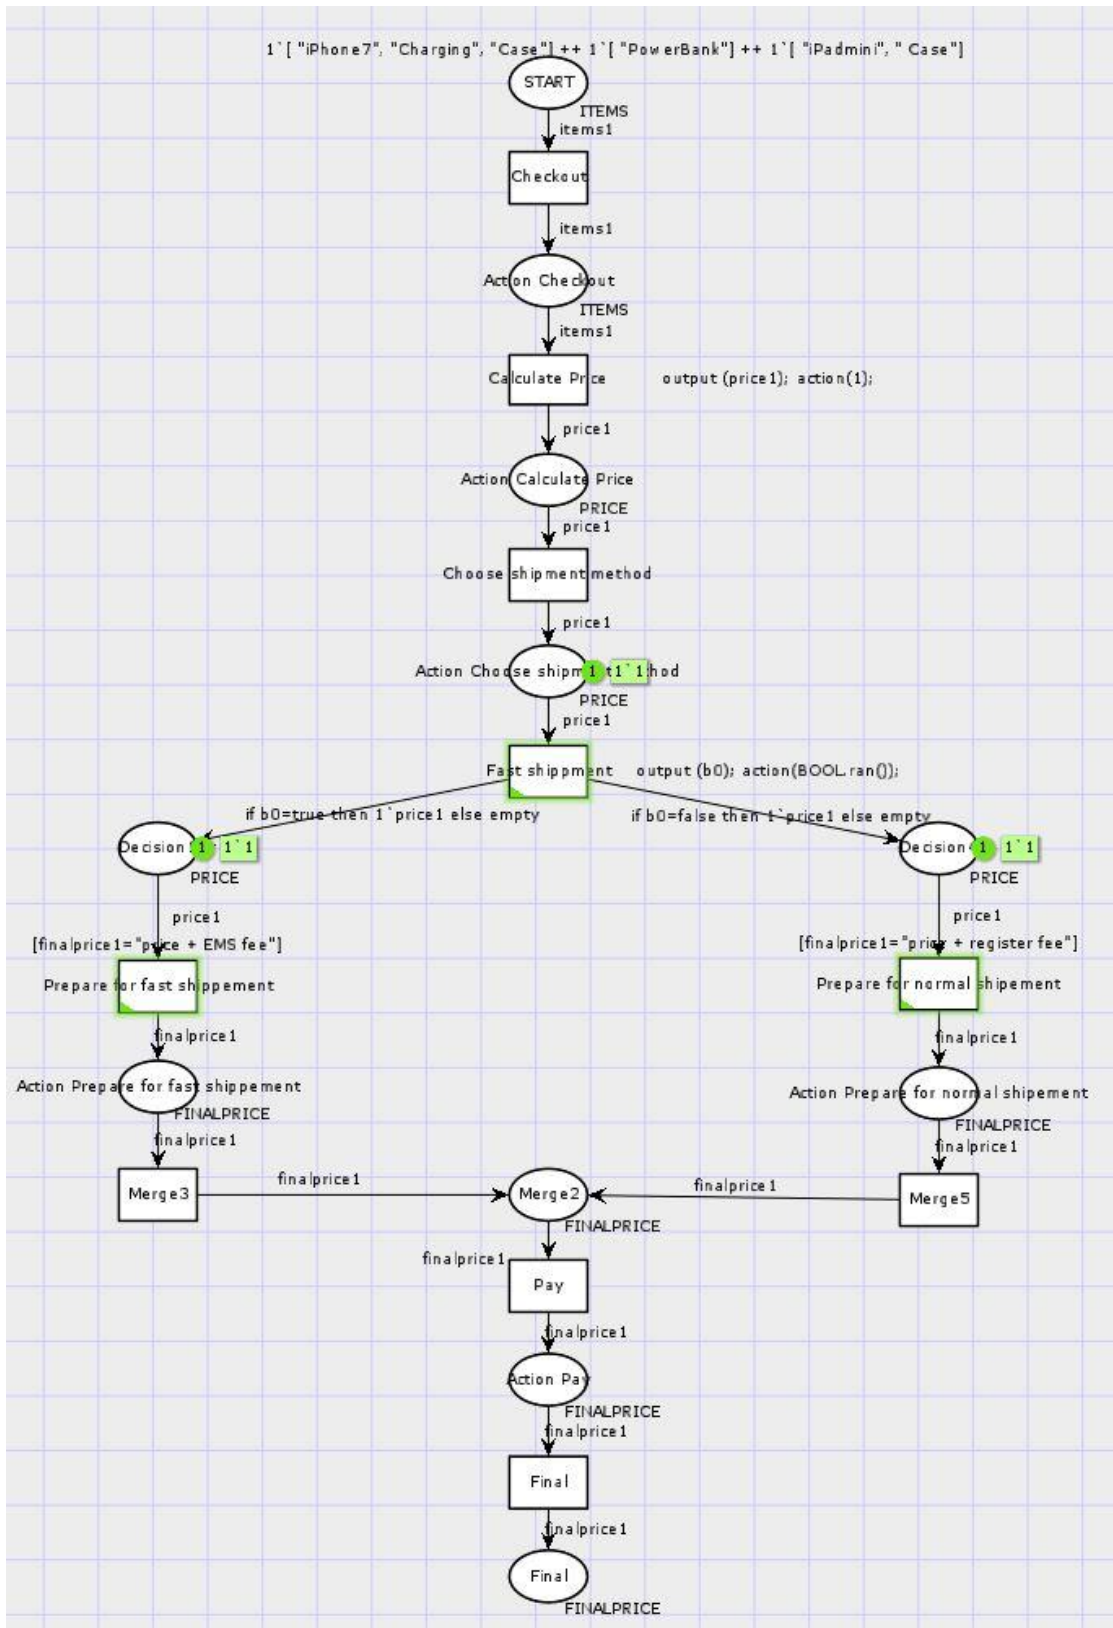 1`[ "iPhone7", "Charging", "Case"] ++ 1`[ "PowerBank"] ++ 1`[ "iPadmini", " Case"]
START
ITEMS
items1
Checkout
items1
Action Checkout
ITEMS
items1
Calculate Price output (price1); action(1);
price1
Action Calculate Price
PRICE
price1
Choose shipment method
price1
Action Choose shipm t hod 1 1`1
PRICE
price1
Fast shippment output (b0); action(BOOL.ran());
if b0=true then 1`price1 else empty if b0=false then 1`price1 else empty
Decision 1 1`1 Decision 1 1`1
PRICE PRICE
price1 price1
[finalprice1="price + EMS fee"] [finalprice1="price + register fee"]
Prepare for fast shippement Prepare for normal shipement
finalprice1 finalprice1
Action Prepare for fast shippement Action Prepare for normal shipement
FINALPRICE FINALPRICE
finalprice1 finalprice1
Merge3 finalprice1 Merge2 finalprice1 Merge5
FINALPRICE
finalprice1
Pay
finalprice1
Action Pay
FINALPRICE
finalprice1
Final
finalprice1
Final
FINALPRICE